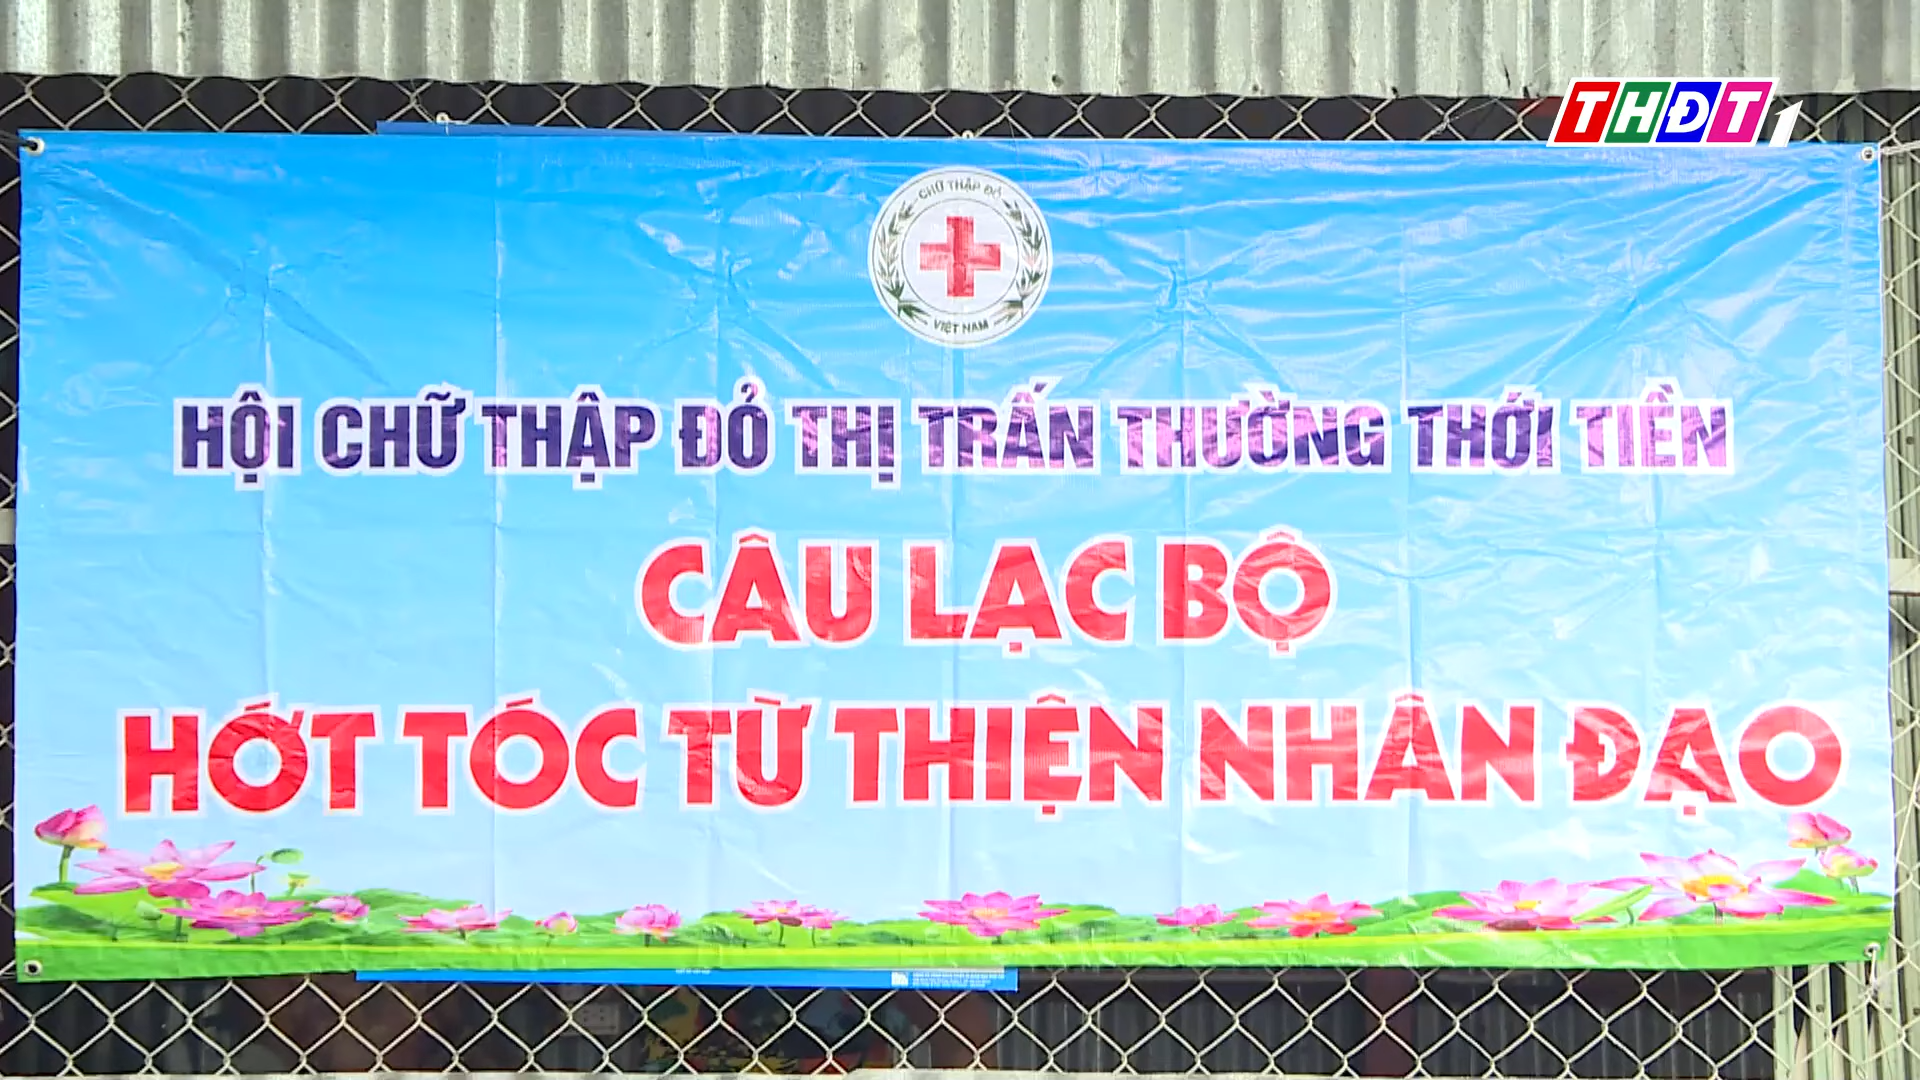 THĐT1
CHỮ THẬP ĐỎ
VIỆT NAM
HỘI CHỮ THẬP ĐỎ THỊ TRẤN THƯỜNG THỚI TIỀN
CÂU LẠC BỘ
HỚT TÓC TỪ THIỆN NHÂN ĐẠO